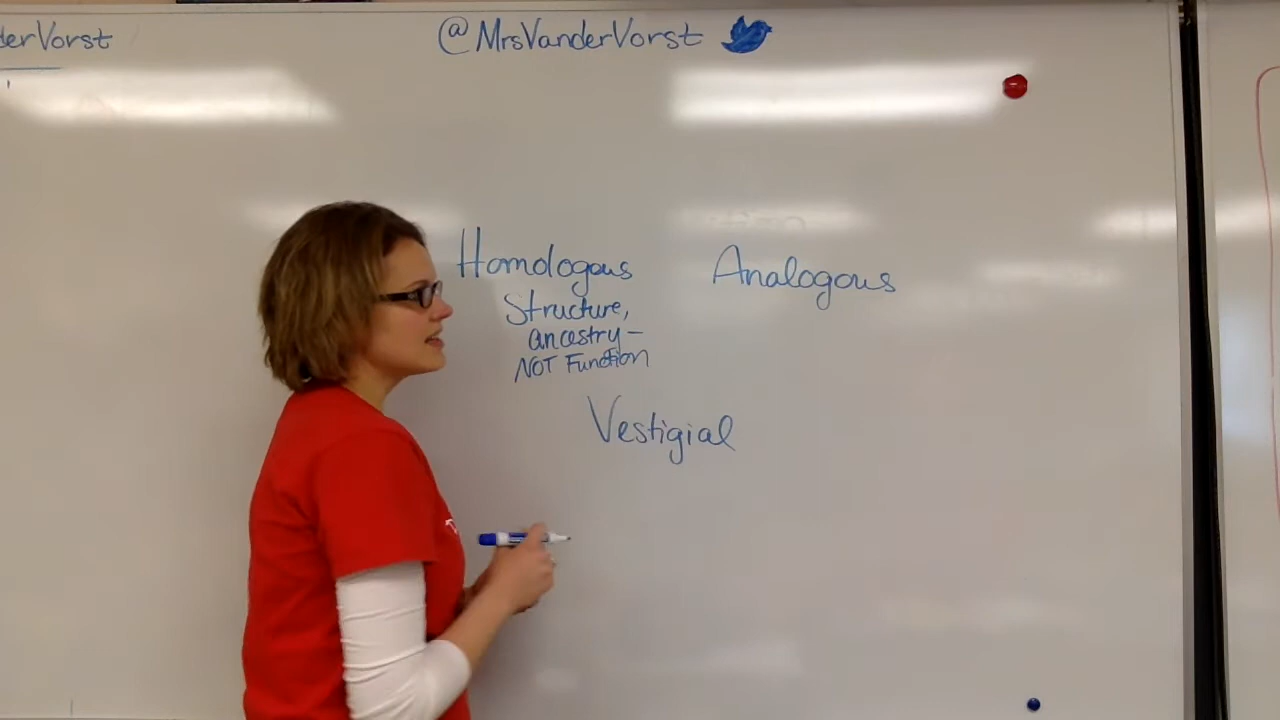 derVorst
@MrsVanderVorst
Homologous
Structure,
ancestry-
NOT Function
Analogous
Vestigial